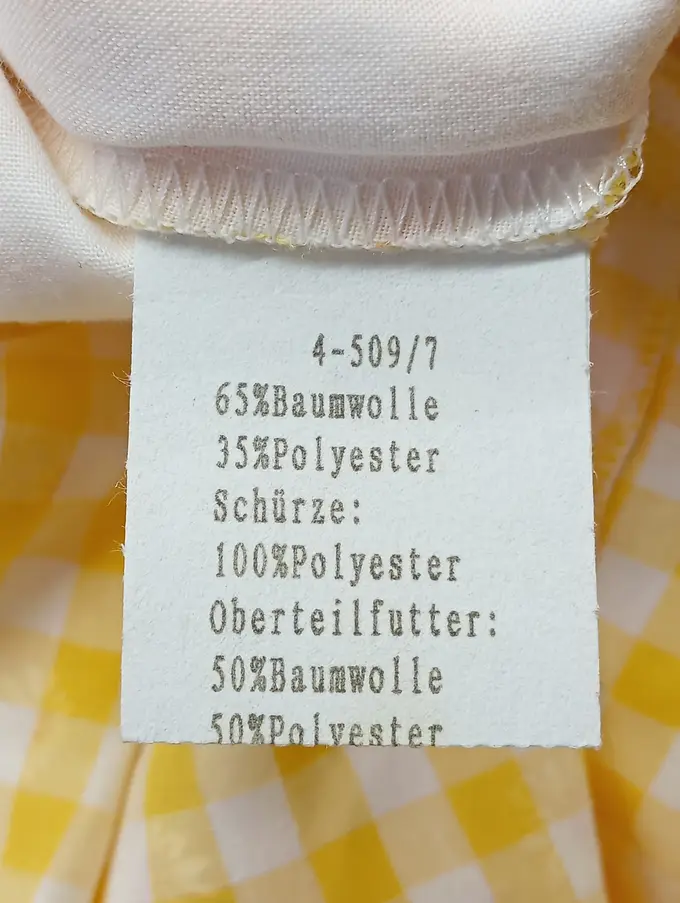 4-509/7
65%Baumwolle
35%Polyester
Schürze:
100%Polyester
Oberteilfutter:
50%Baumwolle
50%Polyester